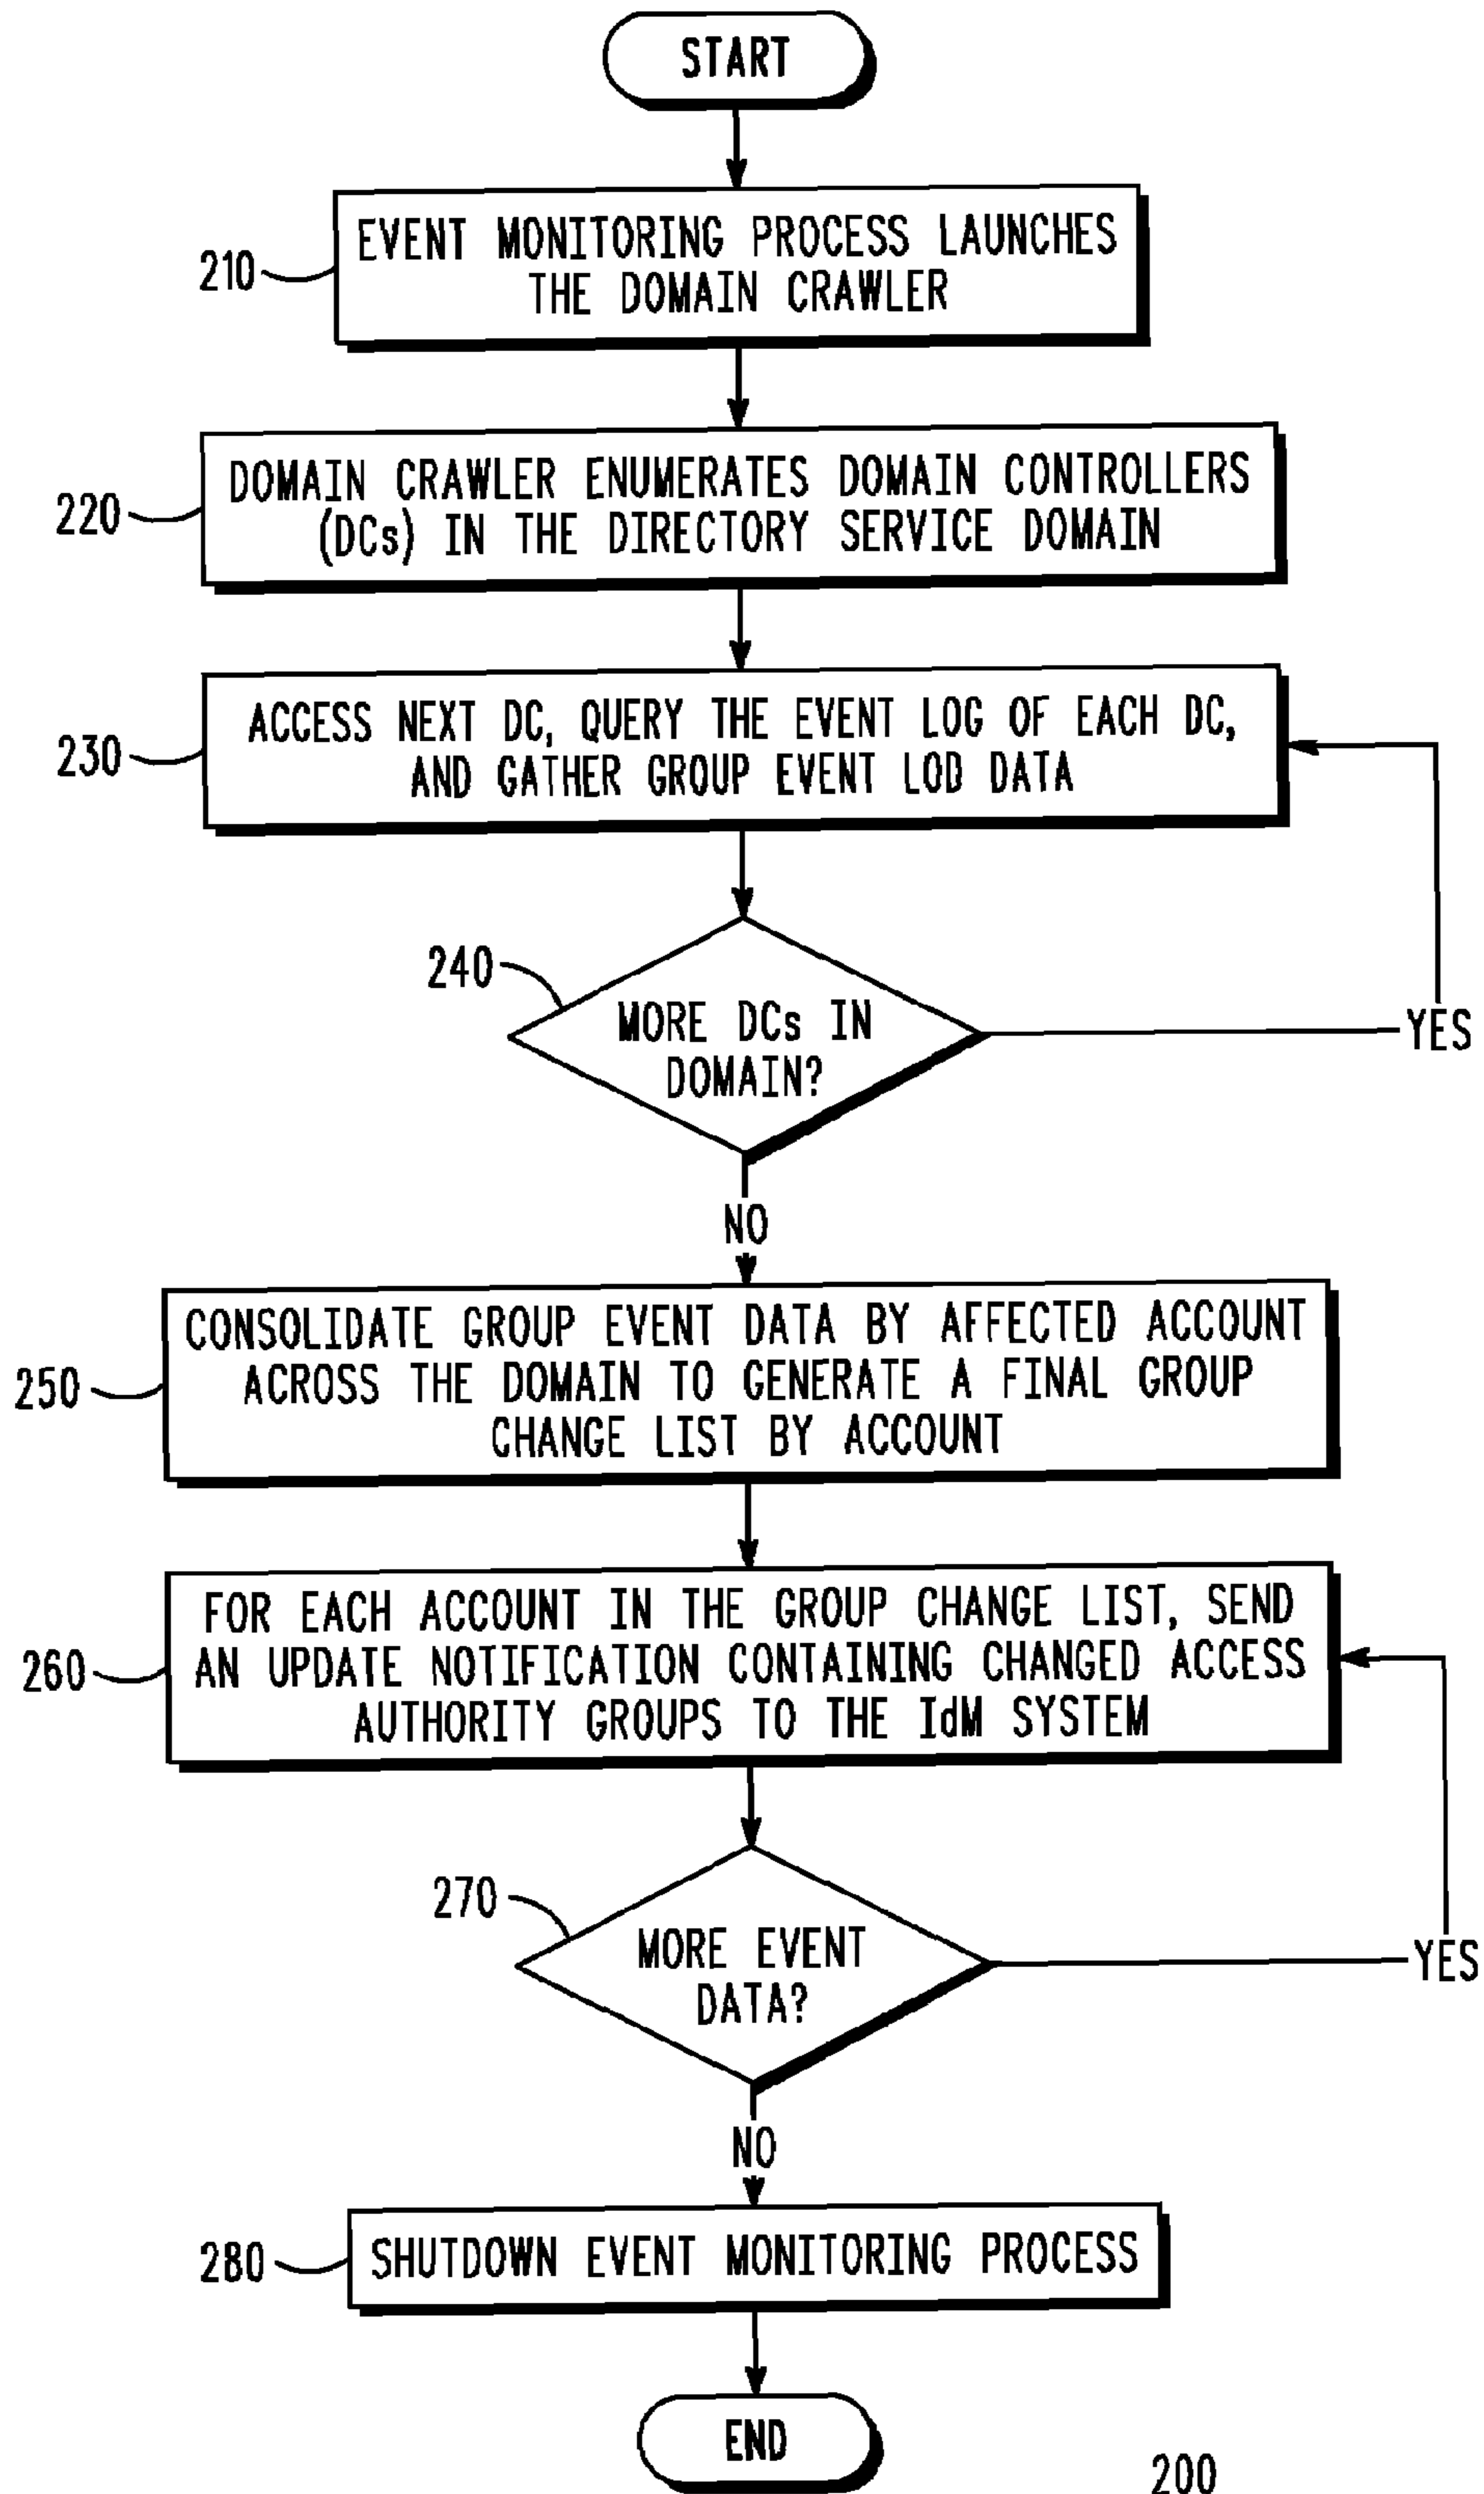 START
210
EVENT MONITORING PROCESS LAUNCHES
THE DOMAIN CRAWLER
220
DOMAIN CRAWLER ENUMERATES DOMAIN CONTROLLERS
(DCs) IN THE DIRECTORY SERVICE DOMAIN
230
ACCESS NEXT DC, QUERY THE EVENT LOG OF EACH DC,
AND GATHER GROUP EVENT LOD DATA
240
MORE DCs IN
DOMAIN?
YES
NO
250
CONSOLIDATE GROUP EVENT DATA BY AFFECTED ACCOUNT
ACROSS THE DOMAIN TO GENERATE A FINAL GROUP
CHANGE LIST BY ACCOUNT
260
FOR EACH ACCOUNT IN THE GROUP CHANGE LIST, SEND
AN UPDATE NOTIFICATION CONTAINING CHANGED ACCESS
AUTHORITY GROUPS TO THE IdM SYSTEM
270
MORE EVENT
DATA?
YES
NO
280
SHUTDOWN EVENT MONITORING PROCESS
END
200